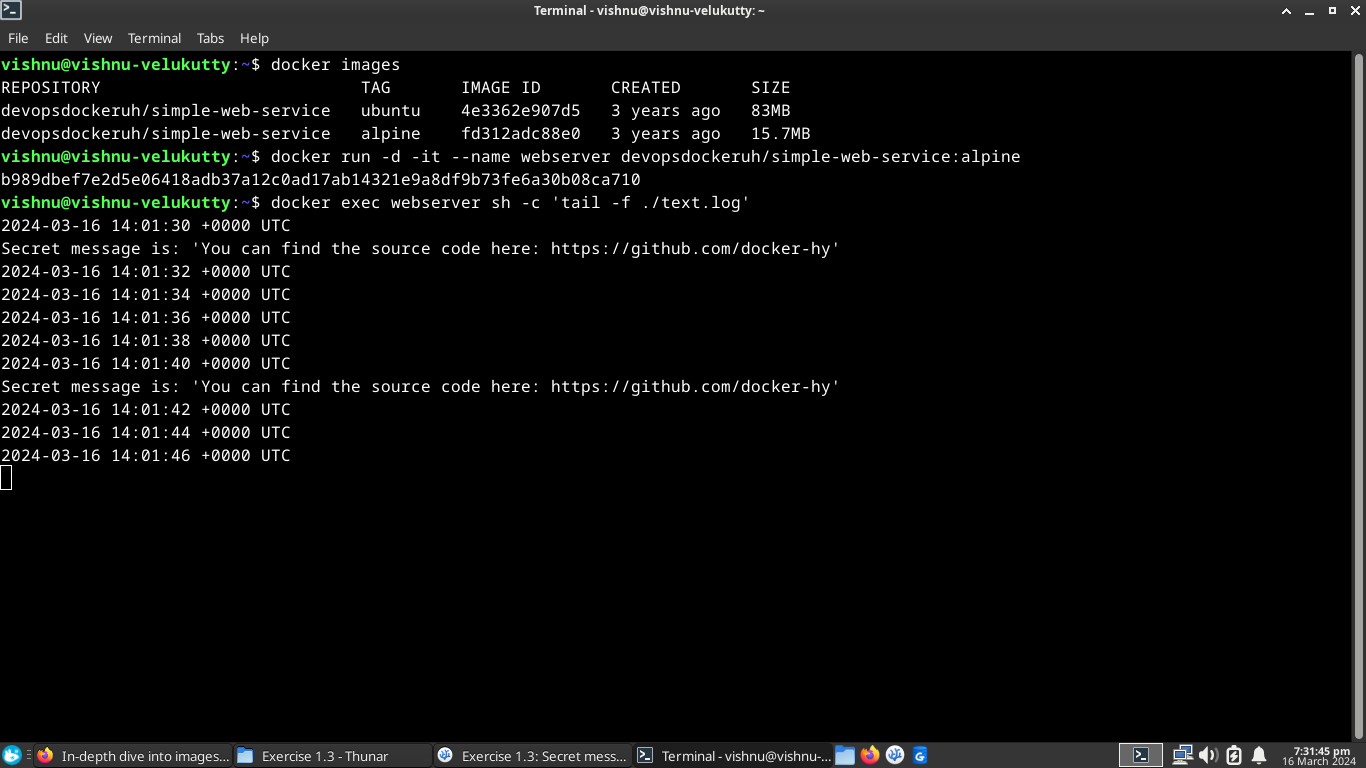 Terminal - vishnu@vishnu-velukutty: ~
File Edit View Terminal Tabs Help
vishnu@vishnu-velukutty:~$ docker images
REPOSITORY TAG IMAGE ID CREATED SIZE
devopsdockeruh/simple-web-service ubuntu 4e3362e907d5 3 years ago 83MB
devopsdockeruh/simple-web-service alpine fd312adc88e0 3 years ago 15.7MB
vishnu@vishnu-velukutty:~$ docker run -d -it --name webserver devopsdockeruh/simple-web-service:alpine
b989dbef7e2d5e06418adb37a12c0ad17ab14321e9a8df9b73fe6a30b08ca710
vishnu@vishnu-velukutty:~$ docker exec webserver sh -c 'tail -f ./text.log'
2024-03-16 14:01:30 +0000 UTC
Secret message is: 'You can find the source code here: https://github.com/docker-hy'
2024-03-16 14:01:32 +0000 UTC
2024-03-16 14:01:34 +0000 UTC
2024-03-16 14:01:36 +0000 UTC
2024-03-16 14:01:38 +0000 UTC
2024-03-16 14:01:40 +0000 UTC
Secret message is: 'You can find the source code here: https://github.com/docker-hy'
2024-03-16 14:01:42 +0000 UTC
2024-03-16 14:01:44 +0000 UTC
2024-03-16 14:01:46 +0000 UTC
In-depth dive into images... Exercise 1.3 - Thunar Exercise 1.3: Secret mess... Terminal - vishnu@vishnu-... 7:31:45 pm
16 March 2024